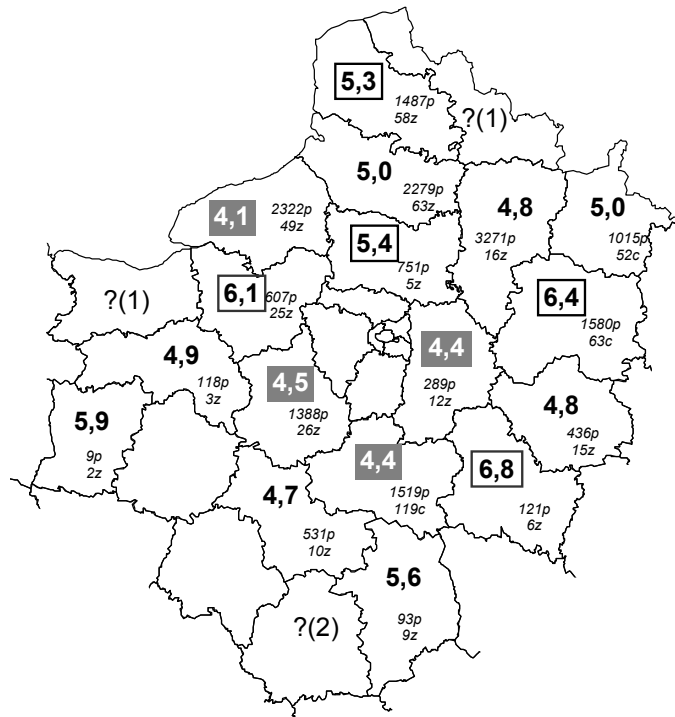 5,3
1487p
58z
?(1)
5,0
2279p
63z
4,8
3271p
16z
5,0
1015p
52c
4,1
2322p
49z
5,4
751p
5z
?(1)
6,1
607p
25z
6,4
1580p
63c
4,9
118p
3z
4,5
1388p
26z
4,4
289p
12z
4,8
436p
15z
5,9
9p
2z
4,4
1519p
119c
6,8
121p
6z
4,7
531p
10z
5,6
93p
9z
?(2)